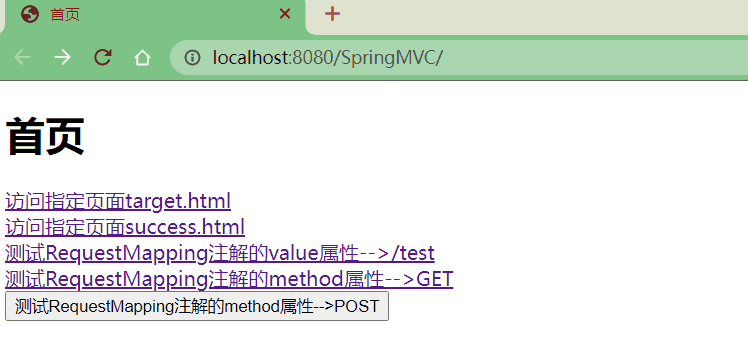 首页
localhost:8080/SpringMVC/
首页
访问指定页面target.html
访问指定页面success.html
测试RequestMapping注解的value属性-->/test
测试RequestMapping注解的method属性-->GET
测试RequestMapping注解的method属性-->POST